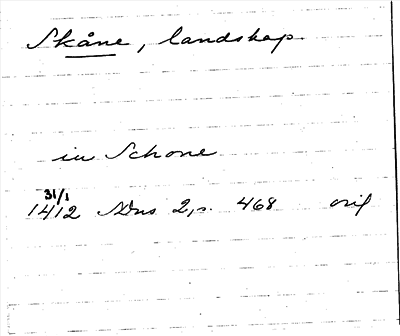 Skåne, landskap.
in Schone
31/1
1412 SDns 2, s. 468 orig